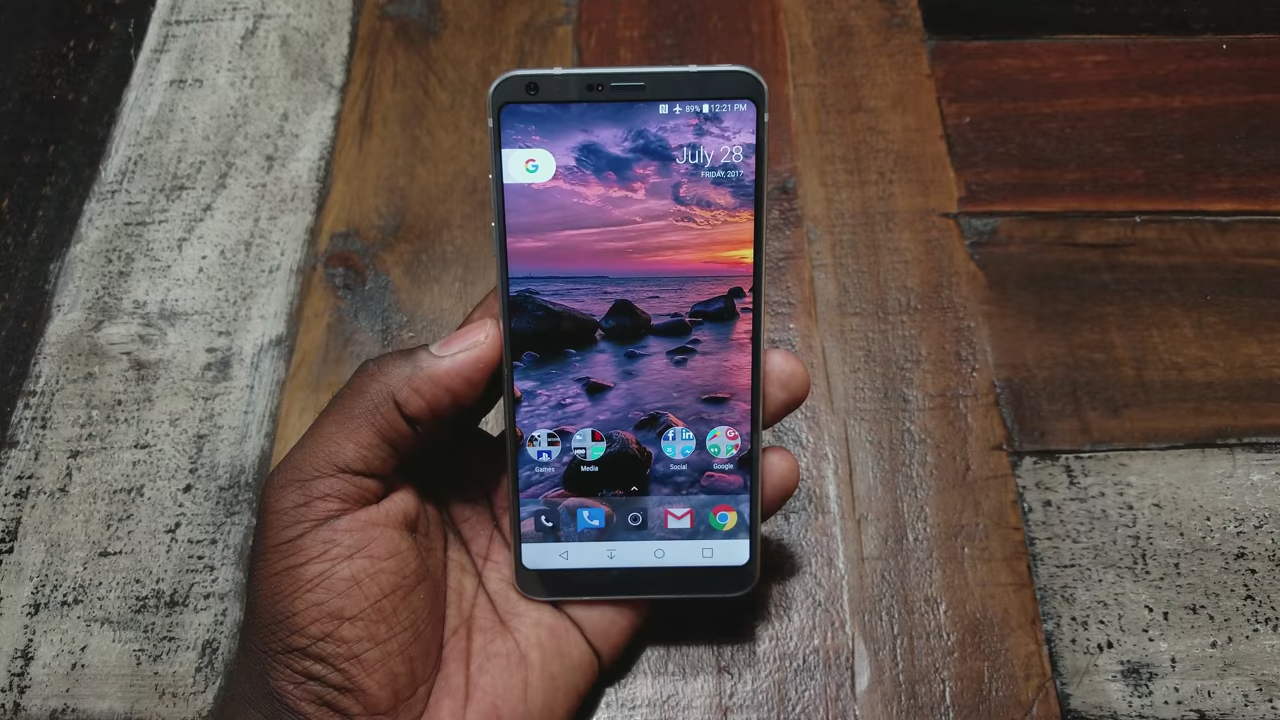 89% 12:21 PM
July 28
FRIDAY, 2017
Games
Media
Social
Google